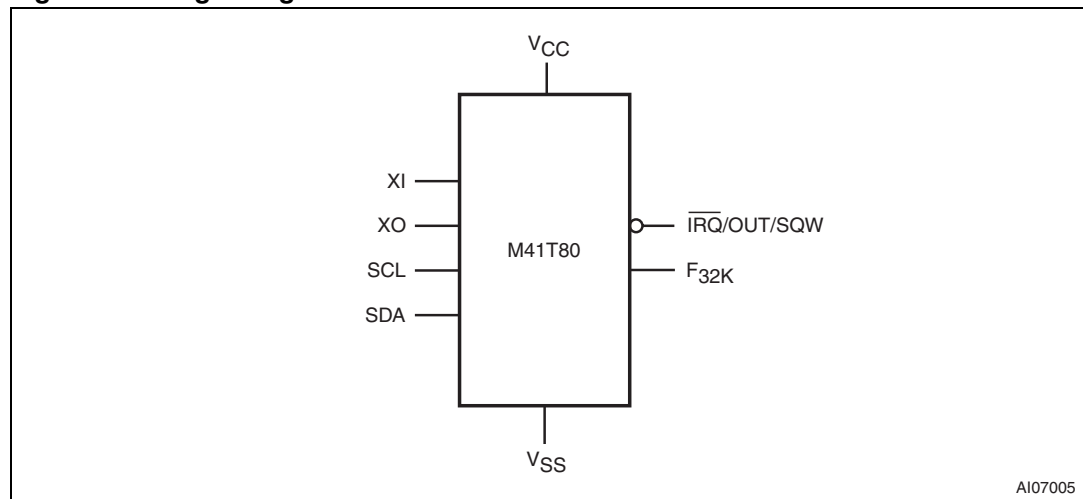 VCC
XI
XO
SCL
SDA
M41T80
IRQ/OUT/SQW
F32K
VSS
AI07005